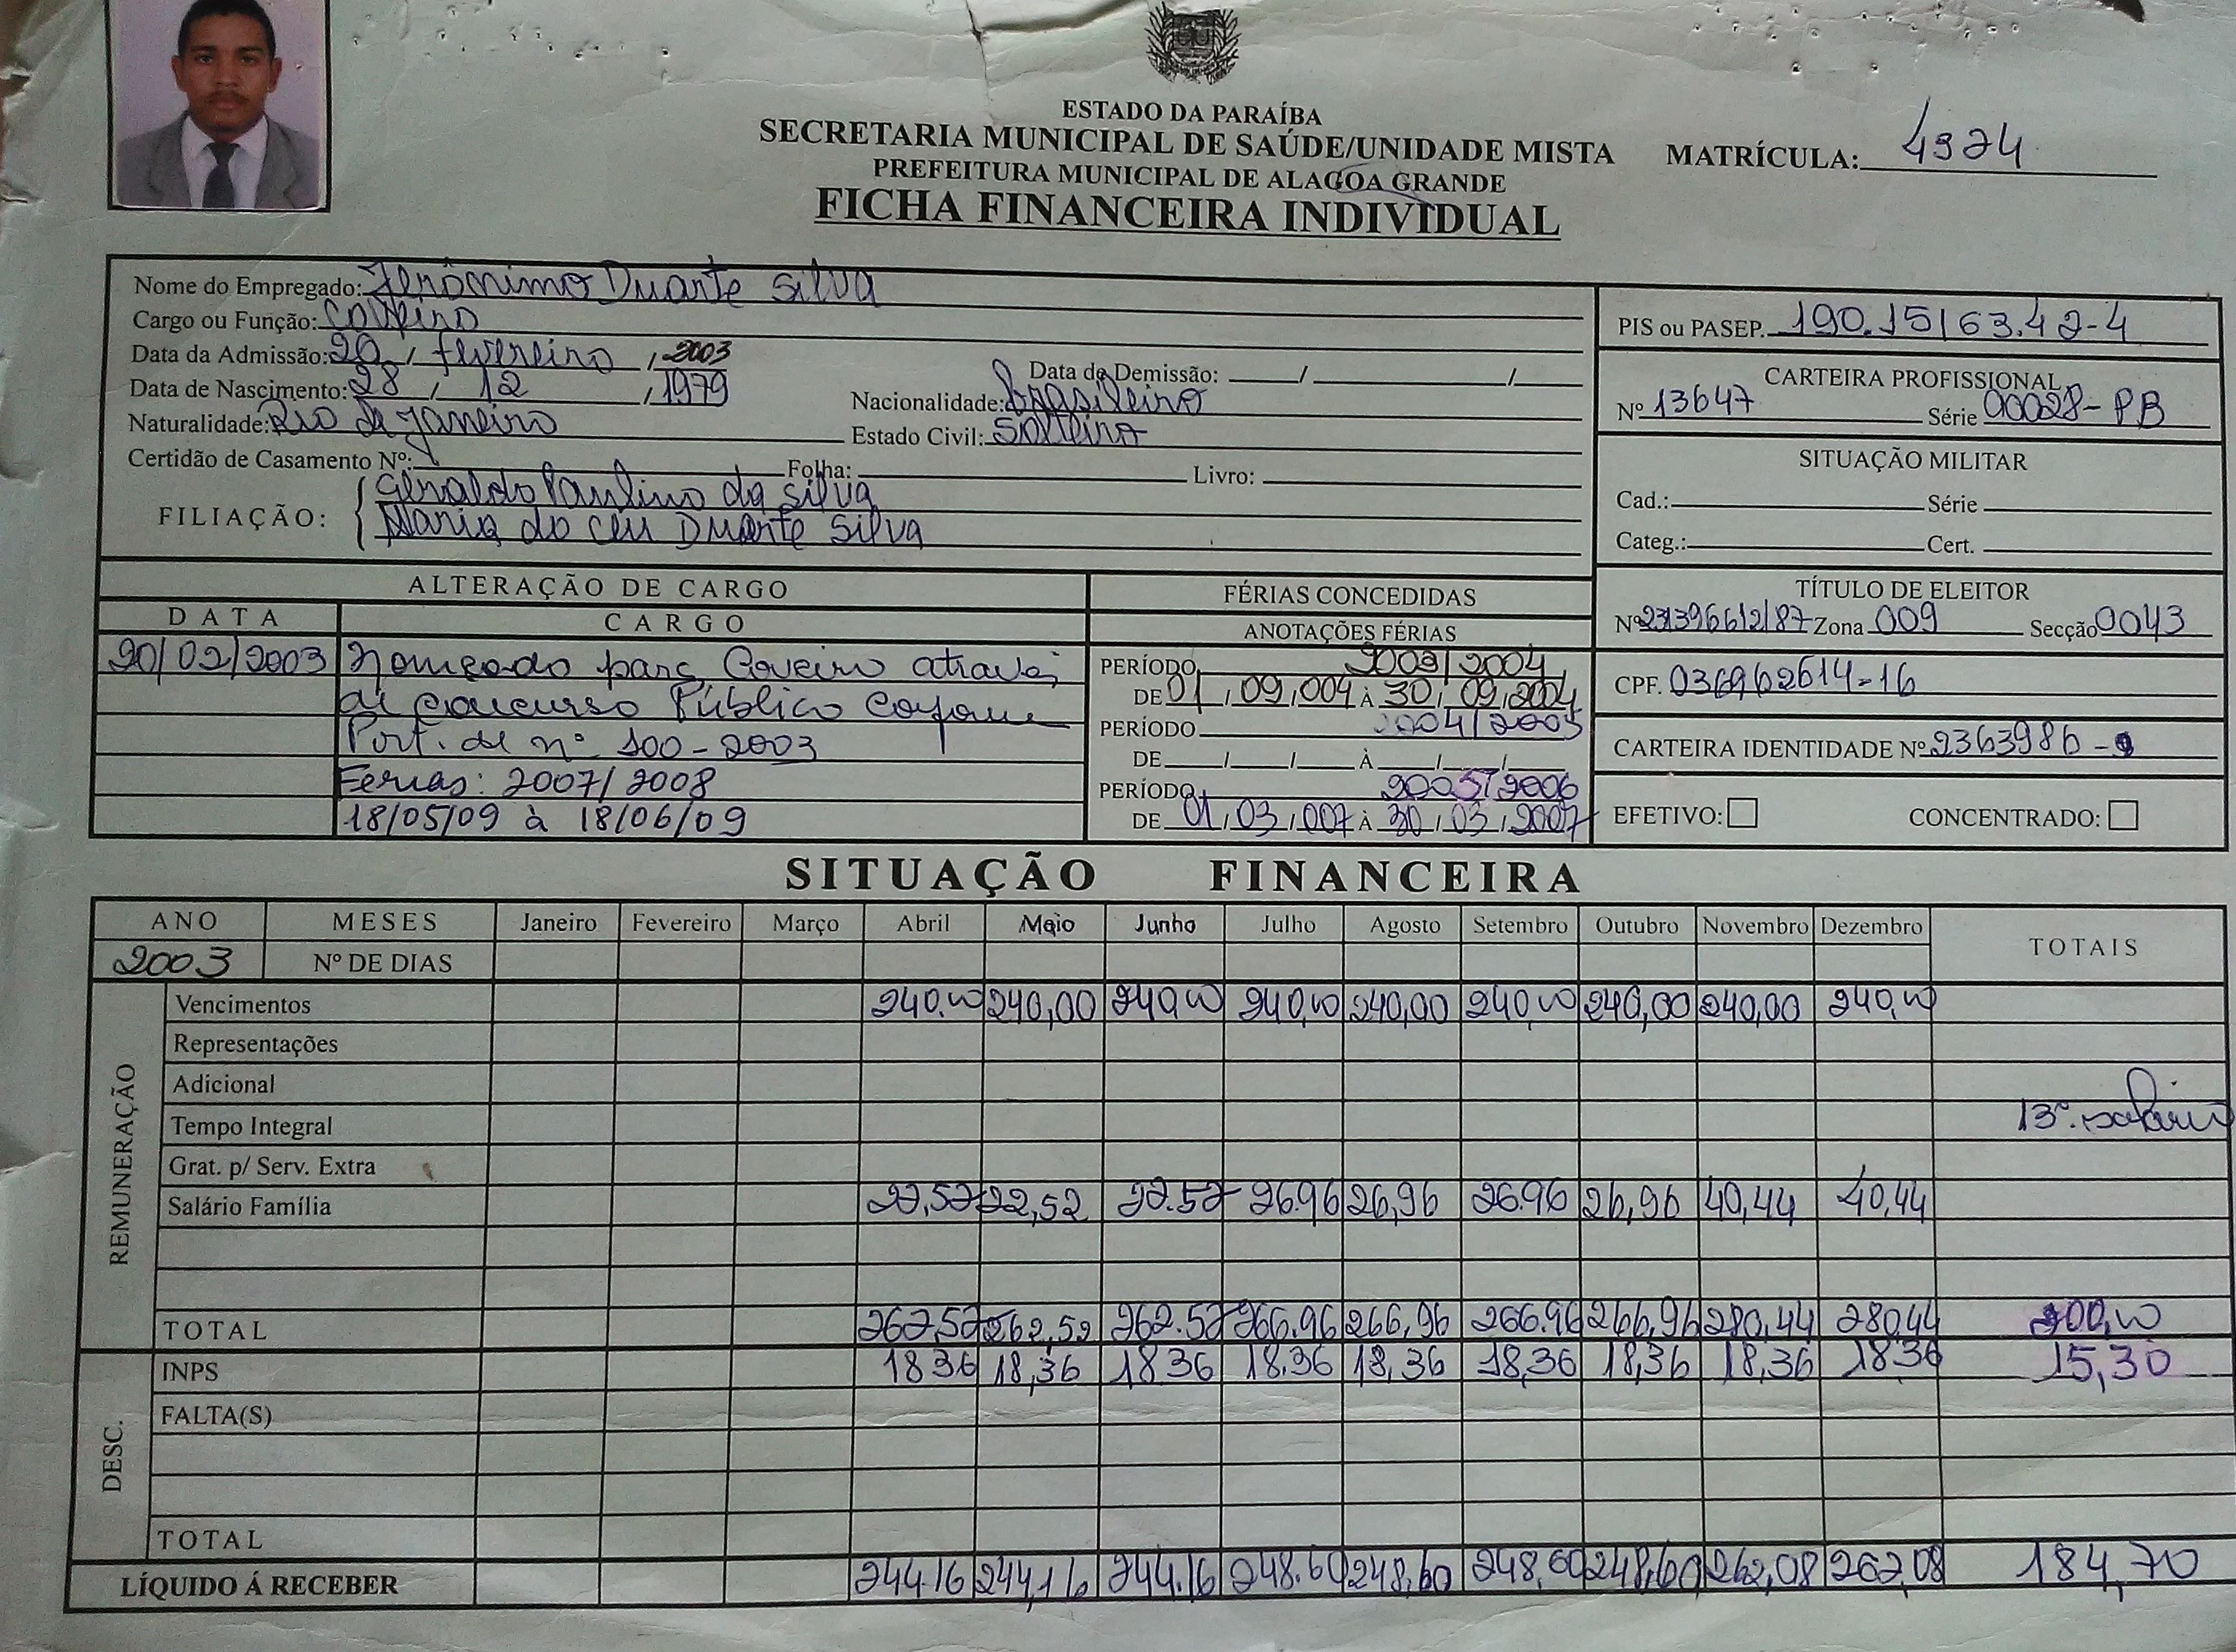 ESTADO DA PARAÍBA
SECRETARIA MUNICIPAL DE SAÚDE/UNIDADE MISTA MATRÍCULA: 4324
PREFEITURA MUNICIPAL DE ALAGOA GRANDE
FICHA FINANCEIRA INDIVIDUAL
Nome do Empregado: Jerônimo Duarte Silva
Cargo ou Função: Coveiro
Data da Admissão: 20 / fevereiro / 2003 Data de Demissão: / /
Data de Nascimento: 28 / 12 / 1979 Nacionalidade: brasileiro
Naturalidade: Rio de Janeiro Estado Civil: Solteiro
Certidão de Casamento Nº: Folha: Livro:
FILIAÇÃO: Geraldo Paulino da Silva
Maria do Céu Duarte Silva
PIS ou PASEP. 190.15163.42-4
CARTEIRA PROFISSIONAL
Nº 13647 Série 00028-PB
SITUAÇÃO MILITAR
Cad.: Série
Categ.: Cert.
TÍTULO DE ELEITOR
Nº 231396612/87 Zona 009 Secção 0043
CPF. 036962614-16
CARTEIRA IDENTIDADE Nº 2363986 -
EFETIVO: CONCENTRADO:
ALTERAÇÃO DE CARGO
DATA CARGO
20/02/2003 Nomeado para Coveiro através
de concurso Público conforme
Port. de nº 100-2003
Férias: 2007/2008
18/05/09 à 18/06/09
FÉRIAS CONCEDIDAS
ANOTAÇÕES FÉRIAS
PERÍODO 2003/2004
DE 01/09/004 À 30/09/2004
PERÍODO 2004/2005
DE / / À / /
PERÍODO 2005/2006
DE 01/03/007 À 30/03/2007
SITUAÇÃO FINANCEIRA
ANO MESES Janeiro Fevereiro Março Abril Maio Junho Julho Agosto Setembro Outubro Novembro Dezembro TOTAIS
2003 Nº DE DIAS
REMUNERAÇÃO
Vencimentos 240,00 240,00 240,00 240,00 240,00 240,00 240,00 240,00 240,00
Representações
Adicional
Tempo Integral 13º salário
Grat. p/ Serv. Extra
Salário Família 22,52 22,52 22.52 26.96 26,96 26.96 26,96 40,44 40,44
TOTAL 262,52 262,52 262.52 266.96 266,96 266.96 266,96 280,44 280,44 200,00
DESC.
INPS 18 36 18,36 18 36 18.36 18,36 18,36 18,36 18,36 18 36 15,30
FALTA(S)
TOTAL
LÍQUIDO Á RECEBER 244.16 244,16 244.16 248.60 248,60 248,60 248,60 262,08 262,08 184,70